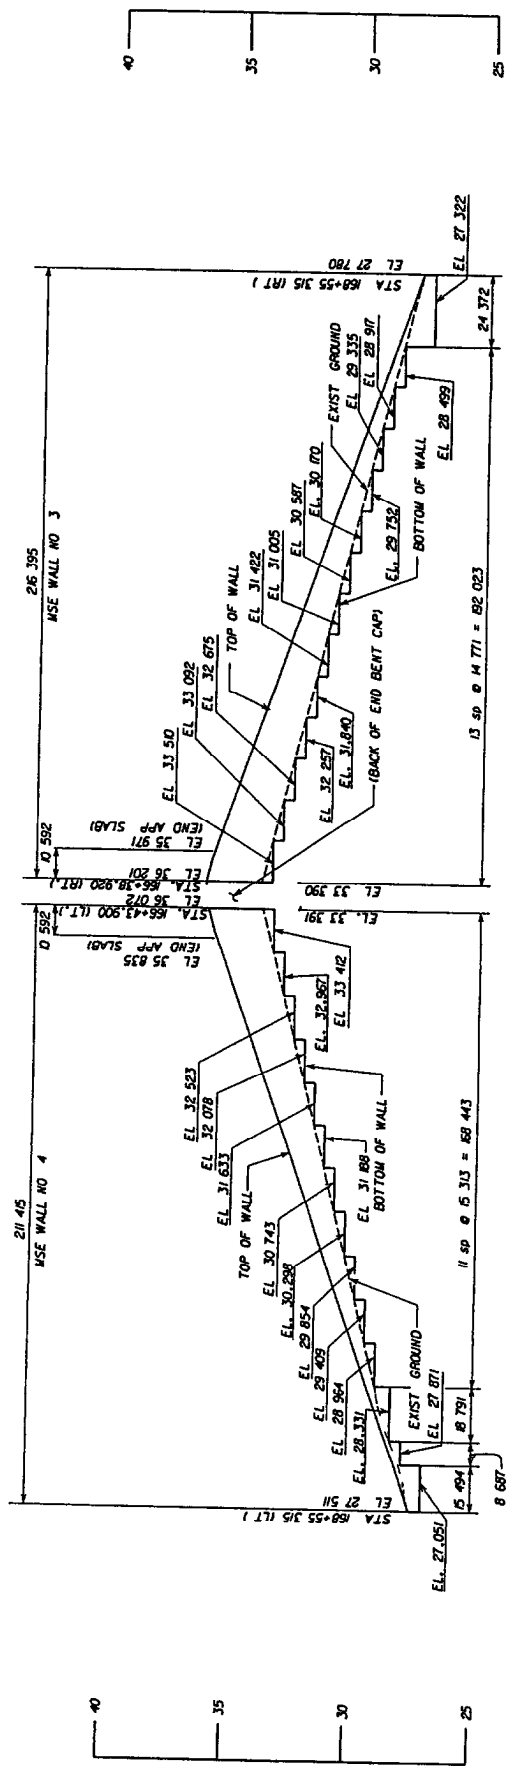 40
35
30
25
216 395
MSE WALL NO 3
STA 168+55 315 (RT )
EL 27 780
EL 27 322
24 372
EXIST GROUND
EL 29 335
EL 28 917
EL 28 499
EL 30 587
EL. 30 170
EL. 29 752
BOTTOM OF WALL
EL 31 422
EL 31 005
TOP OF WALL
EL 33 510
EL 33 092
EL 32 675
EL 32 257
EL. 31.840
(BACK OF END BENT CAP)
13 sp @ 14 771 = 192 023
10 592
EL 35 971
(END APP SLAB)
STA. 166+38.920 (RT.)
EL 36 201
EL 33 390
STA. 166+43.900 (LT.)
EL 36 072
EL. 33 391
10 592
EL 35 835
(END APP SLAB)
211 415
MSE WALL NO 4
EL 33 412
EL. 32.967
EL 32 523
EL 32 078
EL 31 633
TOP OF WALL
EL 31 188
BOTTOM OF WALL
EL 30 743
EL. 30.298
EL 29 854
EL 29 409
EL 28 964
EL. 28.331
EXIST GROUND
EL 27 871
EL. 27.051
11 sp @ 15 313 = 168 443
18 791
8 687
15 494
STA 168+55 315 (LT )
EL 27 511
40
35
30
25